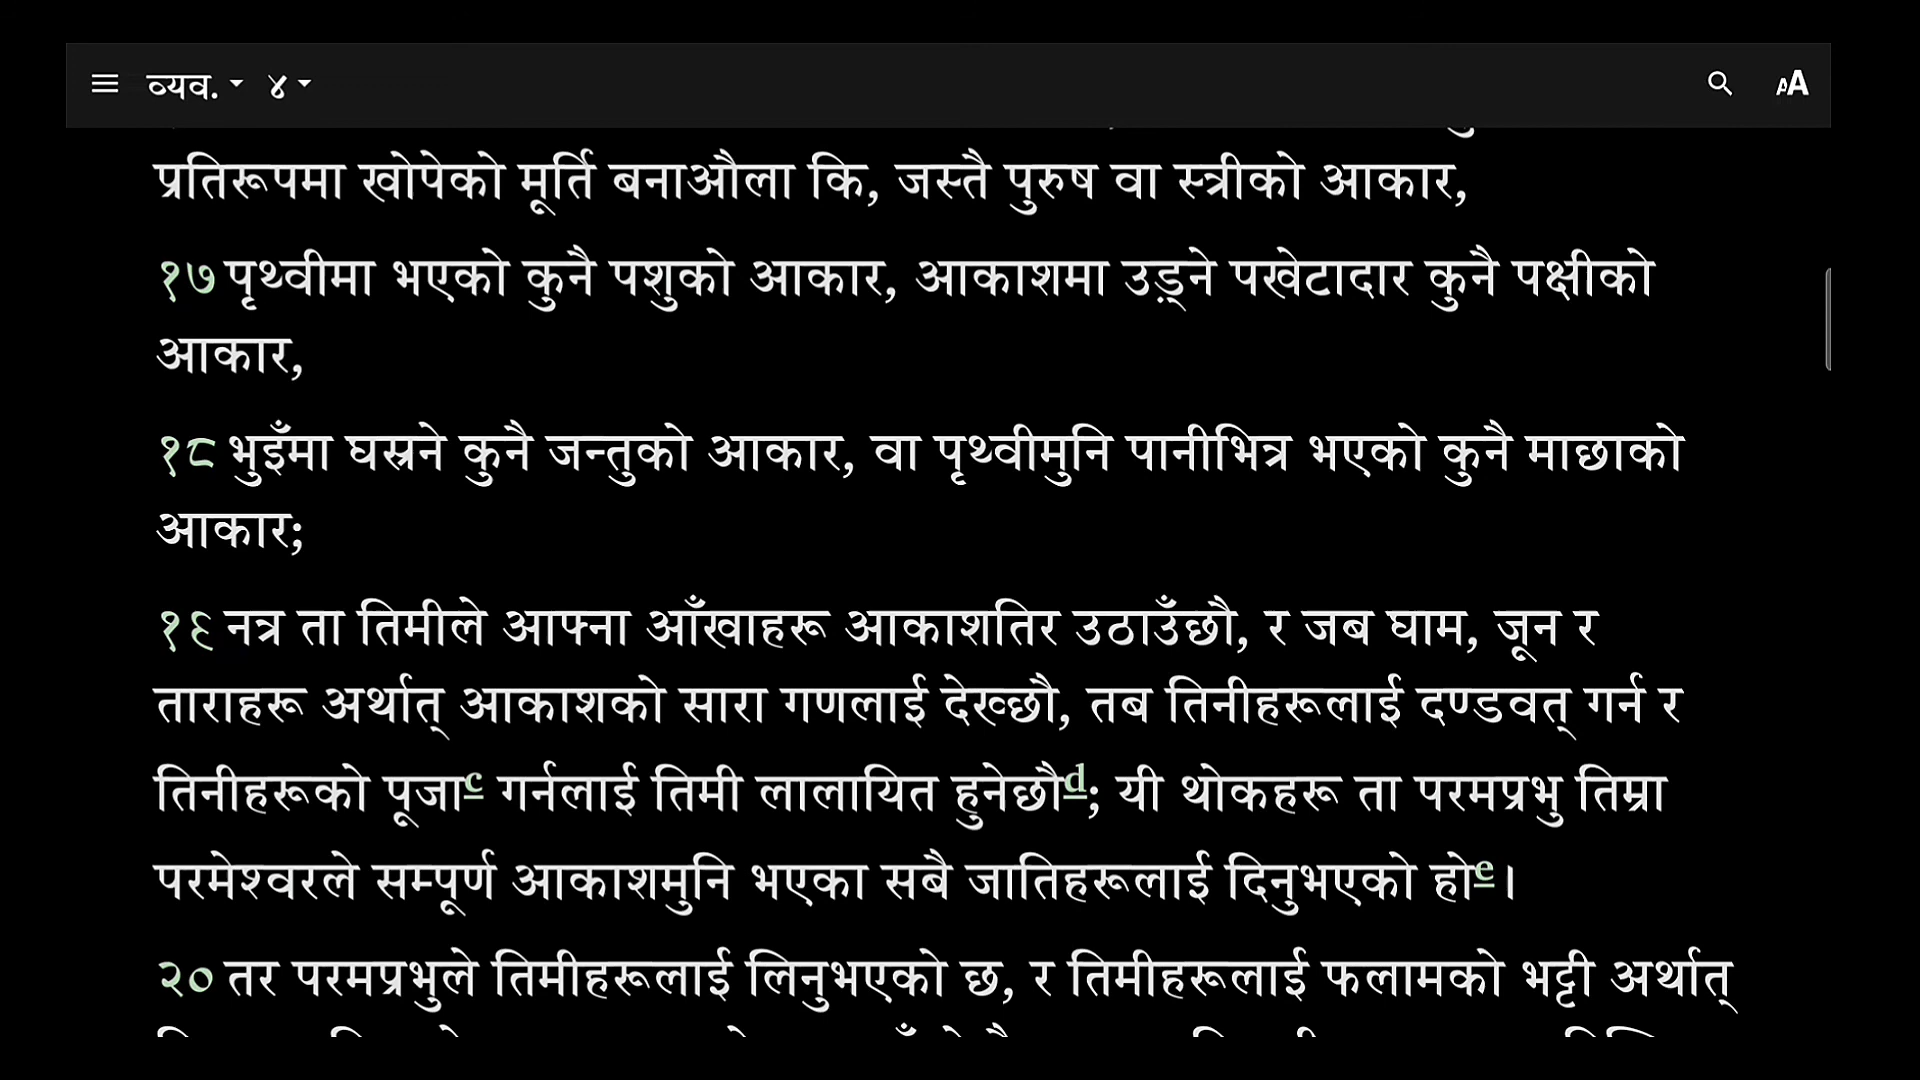 व्यव. ४
प्रतिरूपमा खोपेको मूर्ति बनाऔला कि, जस्तै पुरुष वा स्त्रीको आकार,
१७ पृथ्वीमा भएको कुनै पशुको आकार, आकाशमा उड़्ने पखेटादार कुनै पक्षीको
आकार,
१८ भुइँमा घस्रने कुनै जन्तुको आकार, वा पृथ्वीमुनि पानीभित्र भएको कुनै माछाको
आकार;
१९ नत्र ता तिमीले आफ्ना आँखाहरू आकाशतिर उठाउँछौ, र जब घाम, जून र
ताराहरू अर्थात् आकाशको सारा गणलाई देख्छौ, तब तिनीहरूलाई दण्डवत् गर्न र
तिनीहरूको पूजाc गर्नलाई तिमी लालायित हुनेछौd; यी थोकहरू ता परमप्रभु तिम्रा
परमेश्वरले सम्पूर्ण आकाशमुनि भएका सबै जातिहरूलाई दिनुभएको होe।
२० तर परमप्रभुले तिमीहरूलाई लिनुभएको छ, र तिमीहरूलाई फलामको भट्टी अर्थात्